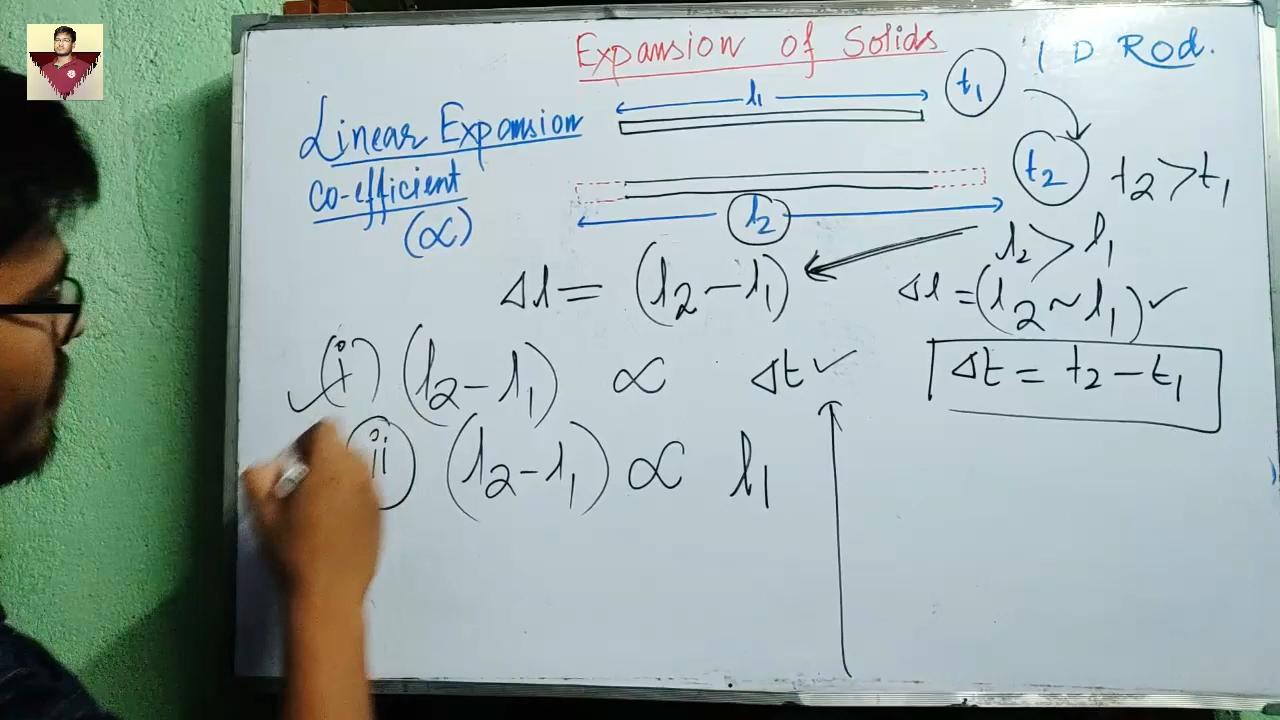 Expansion of Solids
1 D Rod.
Linear Expansion
co-efficient
(∝)
l₁
t₁
t₂
t₂ > t₁
l₂
l₂ > l₁
Δl = (l₂ - l₁)
Δl = (l₂ ~ l₁) ✓
Δt = t₂ - t₁
✓ (i) (l₂ - l₁) ∝ Δt ✓
(ii) (l₂ - l₁) ∝ l₁